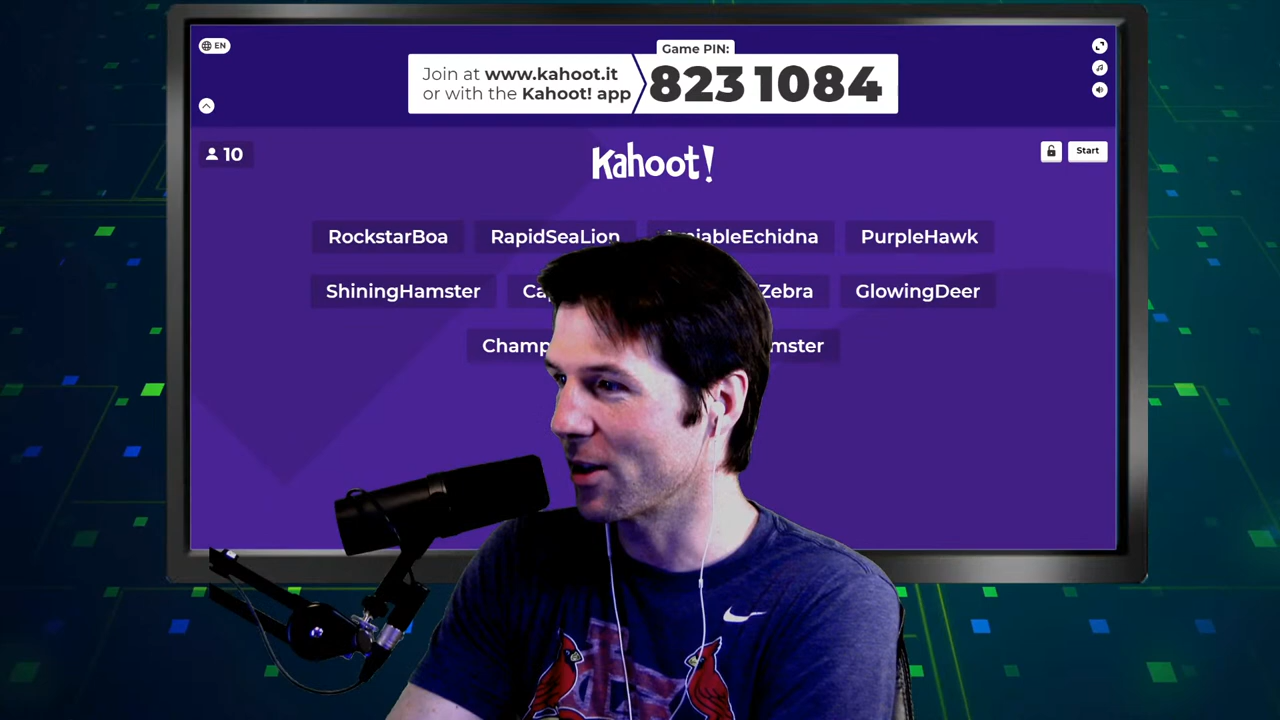 EN
Game PIN:
Join at www.kahoot.it
or with the Kahoot! app
823 1084
10
Kahoot!
Start
RockstarBoa RapidSeaLion AmiableEchidna PurpleHawk
ShiningHamster Zebra GlowingDeer